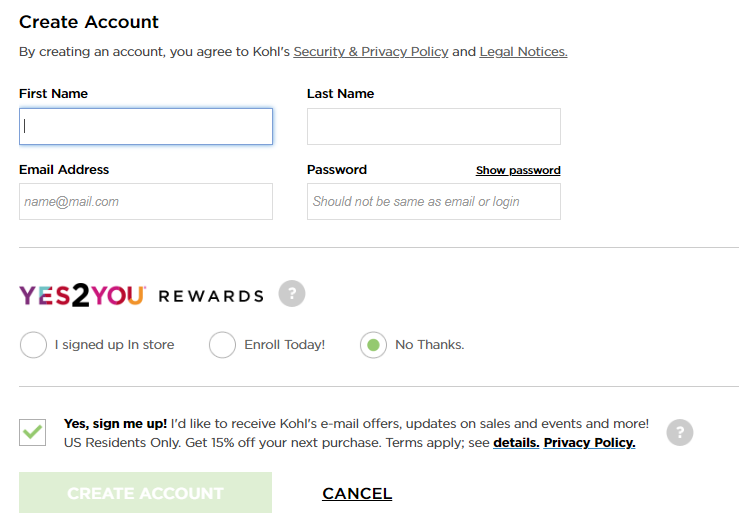 Create Account
By creating an account, you agree to Kohl's Security & Privacy Policy and Legal Notices.
First Name
Last Name
Email Address
Password
Show password
name@mail.com
Should not be same as email or login
YES2YOU REWARDS ?
I signed up In store
Enroll Today!
No Thanks.
Yes, sign me up! I'd like to receive Kohl's e-mail offers, updates on sales and events and more!
US Residents Only. Get 15% off your next purchase. Terms apply; see details. Privacy Policy.
?
CREATE ACCOUNT
CANCEL